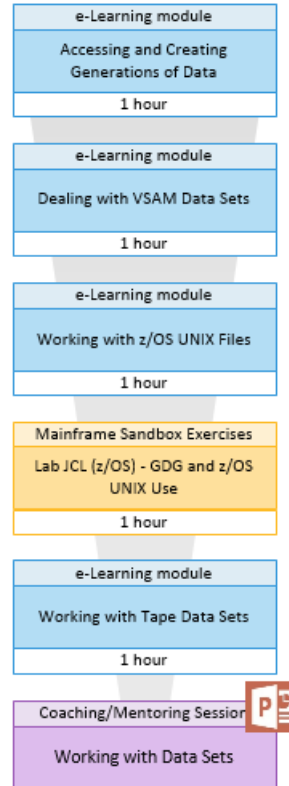 e-Learning module
Accessing and Creating
Generations of Data
1 hour
e-Learning module
Dealing with VSAM Data Sets
1 hour
e-Learning module
Working with z/OS UNIX Files
1 hour
Mainframe Sandbox Exercises
Lab JCL (z/OS) - GDG and z/OS
UNIX Use
1 hour
e-Learning module
Working with Tape Data Sets
1 hour
Coaching/Mentoring Session
P
Working with Data Sets